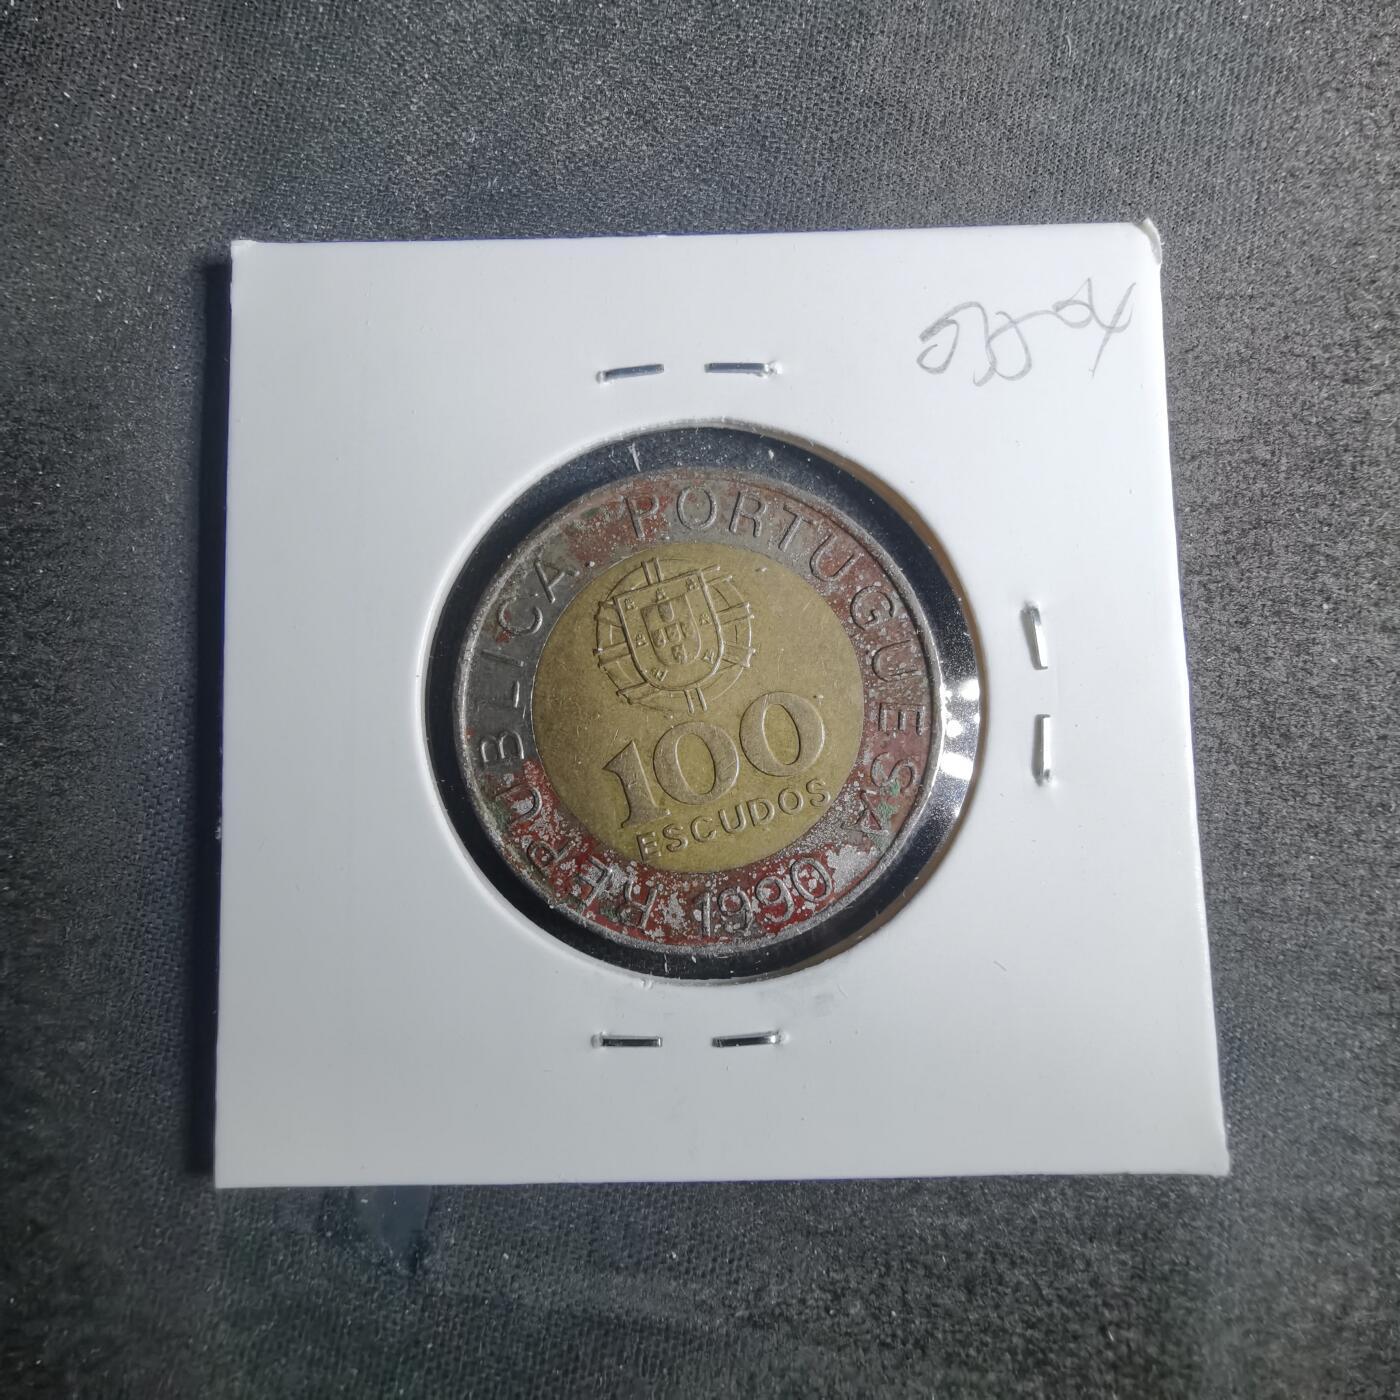 REPUBLICA PORTUGUESA
100
ESCUDOS
1990